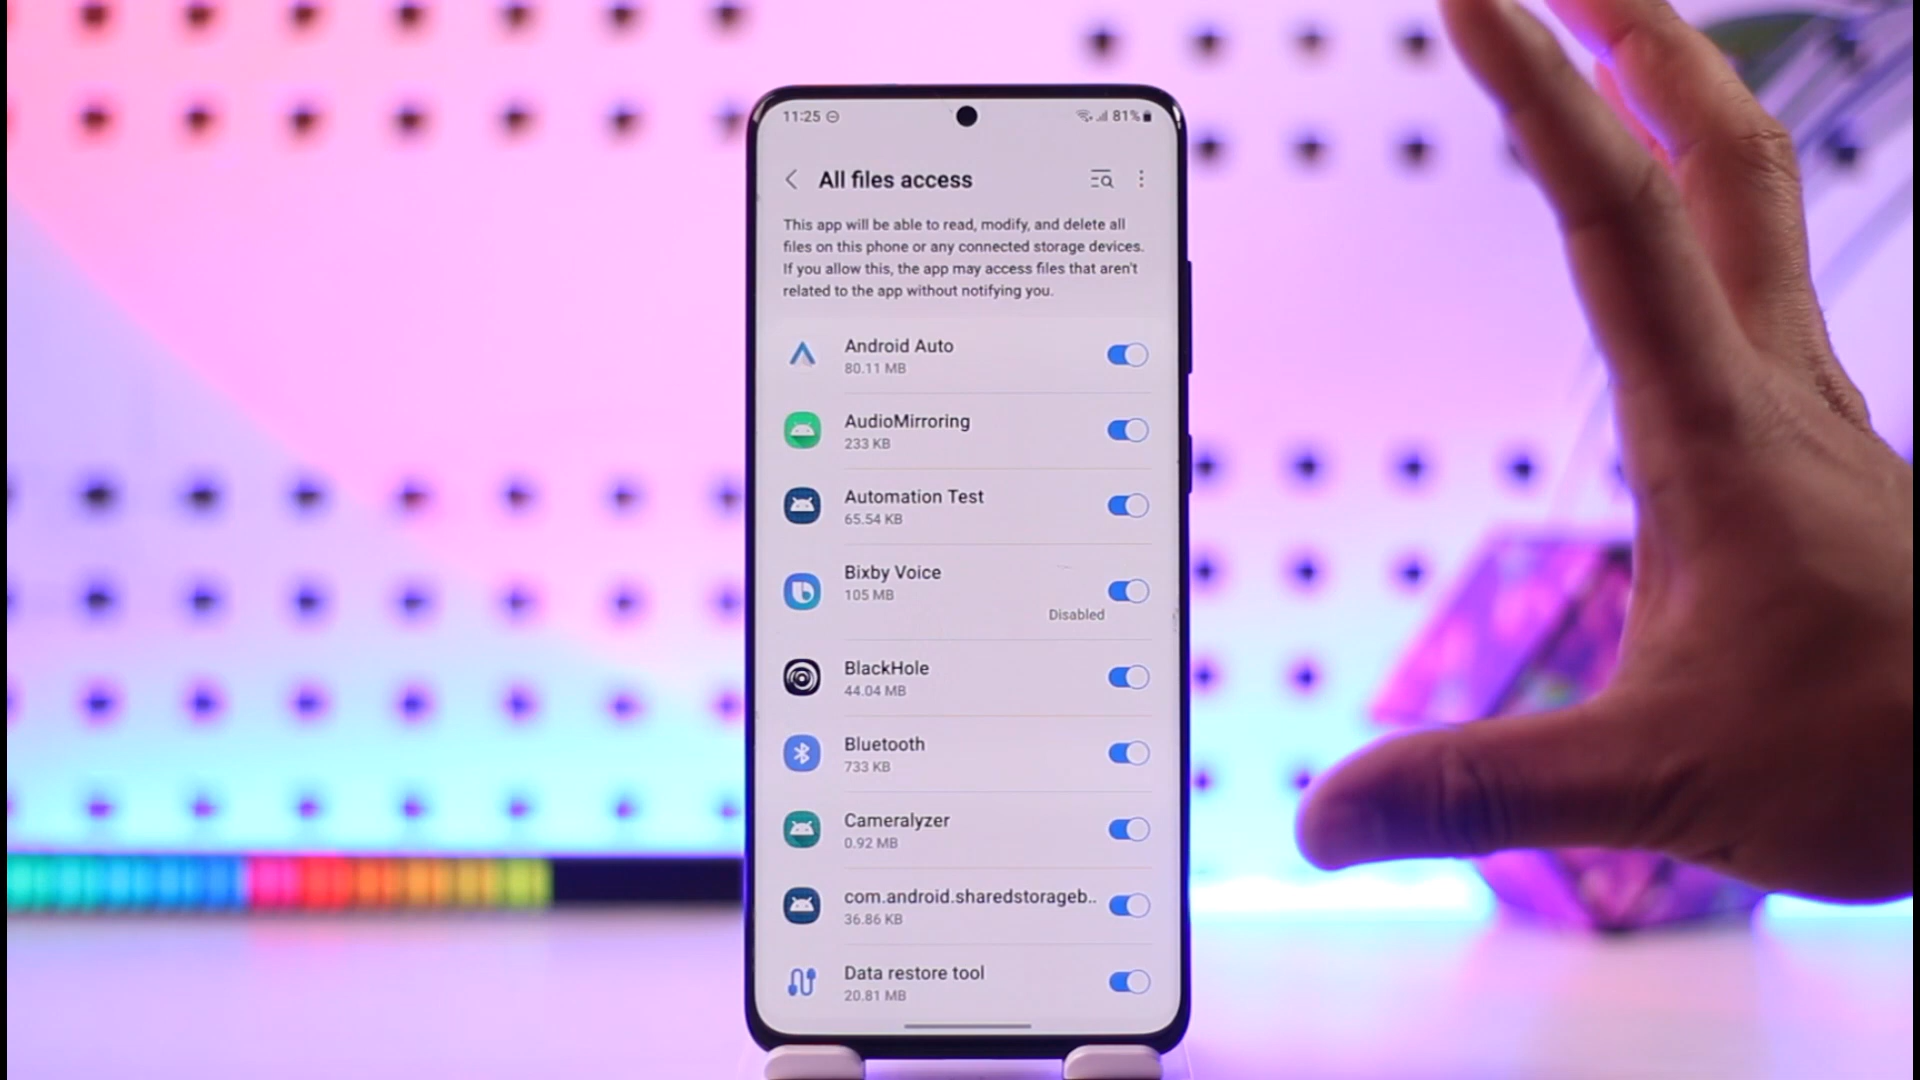 11:25
81%
All files access
This app will be able to read, modify, and delete all
files on this phone or any connected storage devices.
If you allow this, the app may access files that aren't
related to the app without notifying you.
Android Auto
80.11 MB
AudioMirroring
233 KB
Automation Test
65.54 KB
Bixby Voice
105 MB
Disabled
BlackHole
44.04 MB
Bluetooth
733 KB
Cameralyzer
0.92 MB
com.android.sharedstorageb..
36.86 KB
Data restore tool
20.81 MB